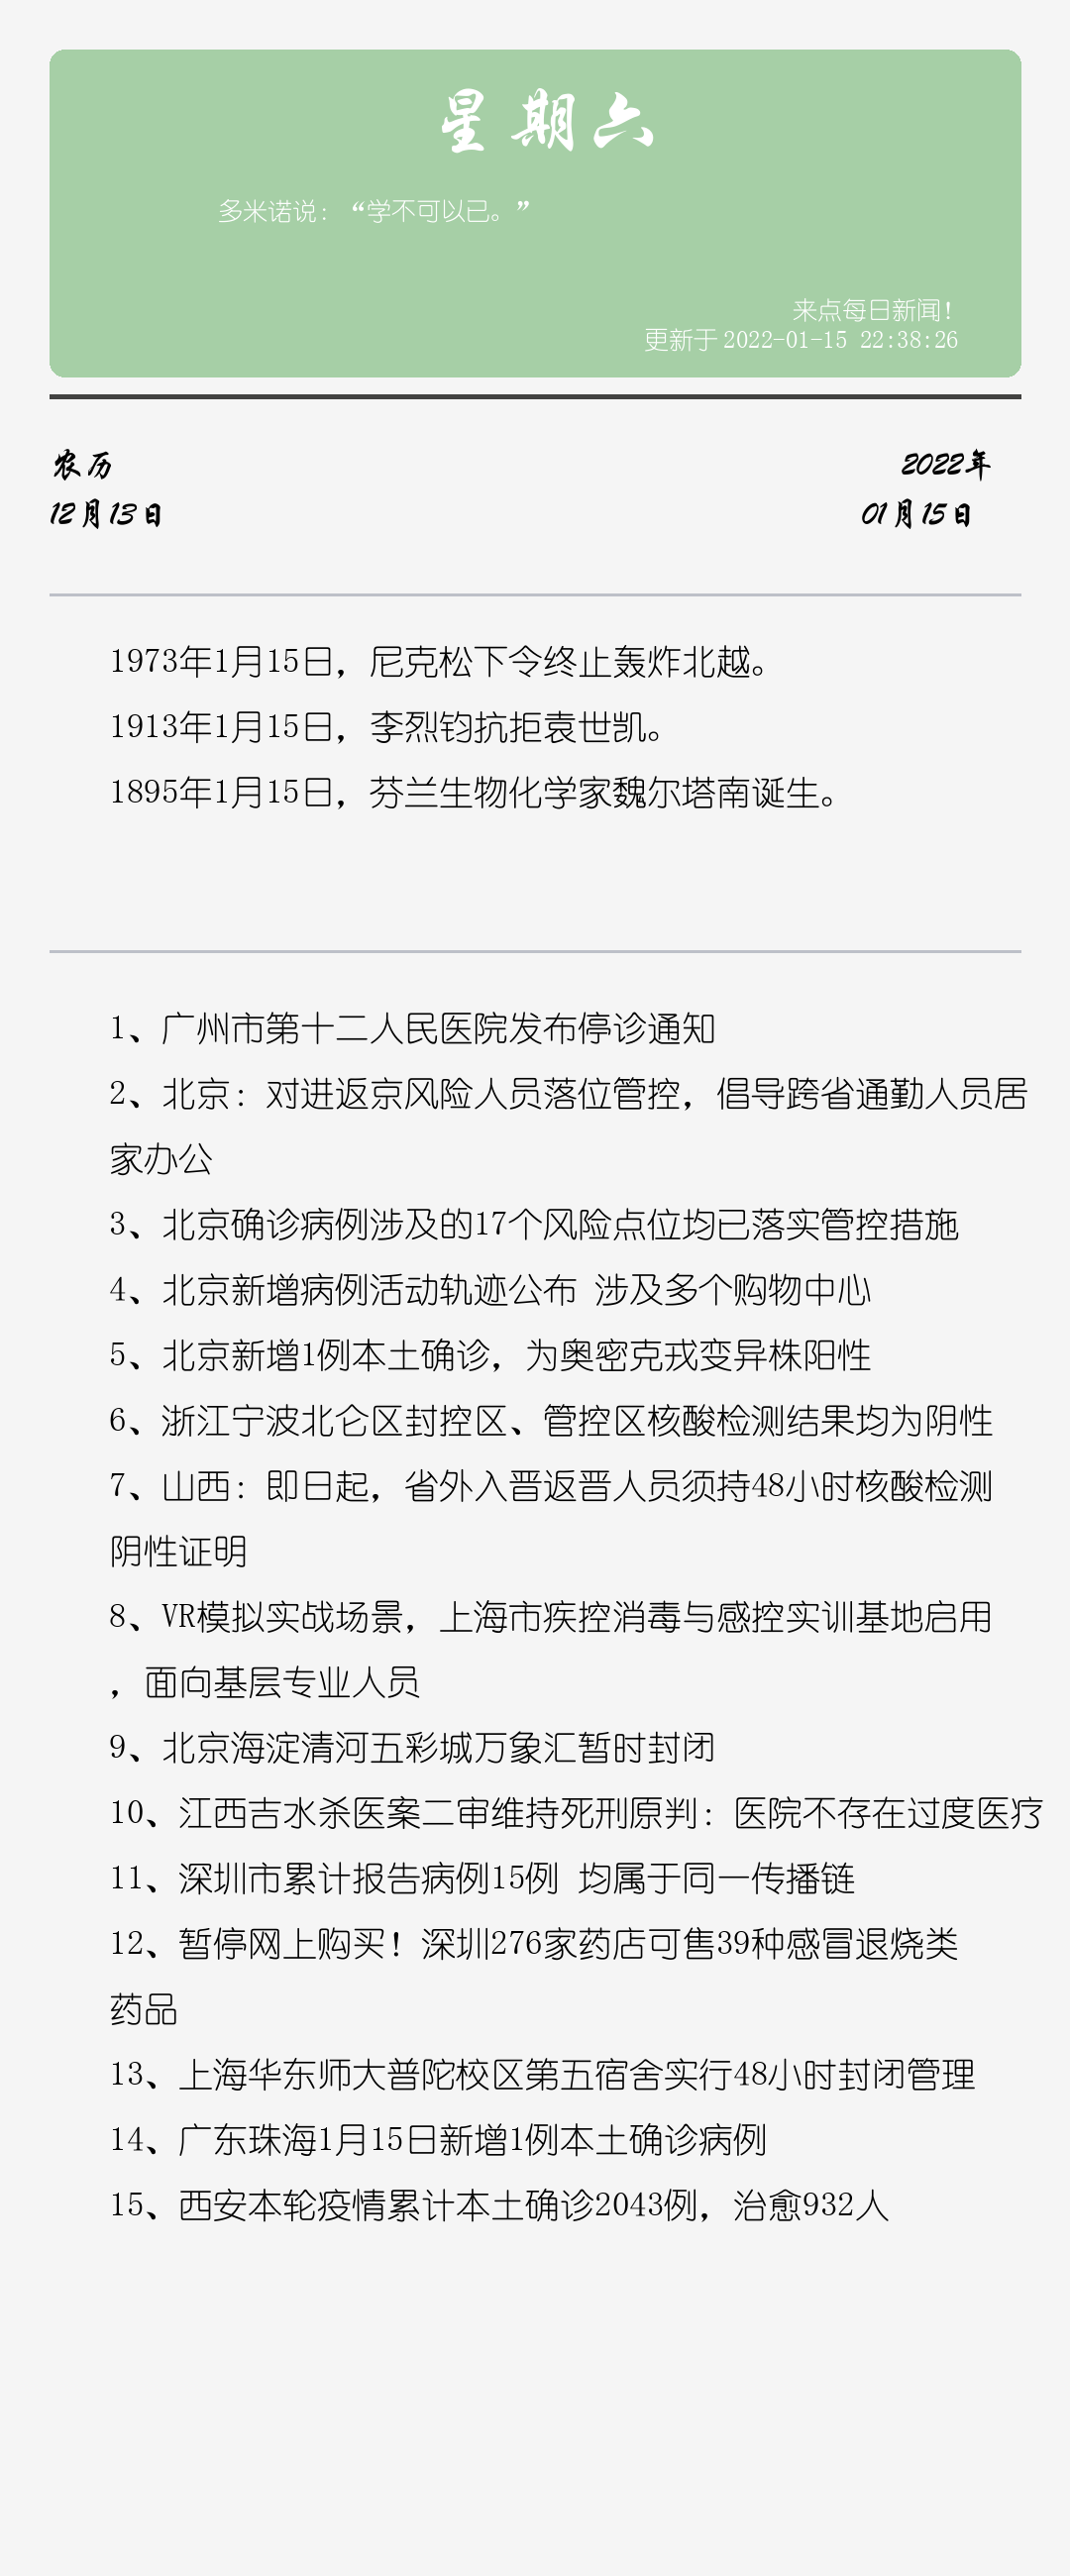 星期六
多米诺说：“学不可以已。”
来点每日新闻！
更新于2022-01-15 22:38:26
农历
12月13日
2022年
01月15日
1973年1月15日，尼克松下令终止轰炸北越。
1913年1月15日，李烈钧抗拒袁世凯。
1895年1月15日，芬兰生物化学家魏尔塔南诞生。
1、广州市第十二人民医院发布停诊通知
2、北京：对进返京风险人员落位管控，倡导跨省通勤人员居
家办公
3、北京确诊病例涉及的17个风险点位均已落实管控措施
4、北京新增病例活动轨迹公布 涉及多个购物中心
5、北京新增1例本土确诊，为奥密克戎变异株阳性
6、浙江宁波北仑区封控区、管控区核酸检测结果均为阴性
7、山西：即日起，省外入晋返晋人员须持48小时核酸检测
阴性证明
8、VR模拟实战场景，上海市疾控消毒与感控实训基地启用
，面向基层专业人员
9、北京海淀清河五彩城万象汇暂时封闭
10、江西吉水杀医案二审维持死刑原判：医院不存在过度医疗
11、深圳市累计报告病例15例 均属于同一传播链
12、暂停网上购买！深圳276家药店可售39种感冒退烧类
药品
13、上海华东师大普陀校区第五宿舍实行48小时封闭管理
14、广东珠海1月15日新增1例本土确诊病例
15、西安本轮疫情累计本土确诊2043例，治愈932人